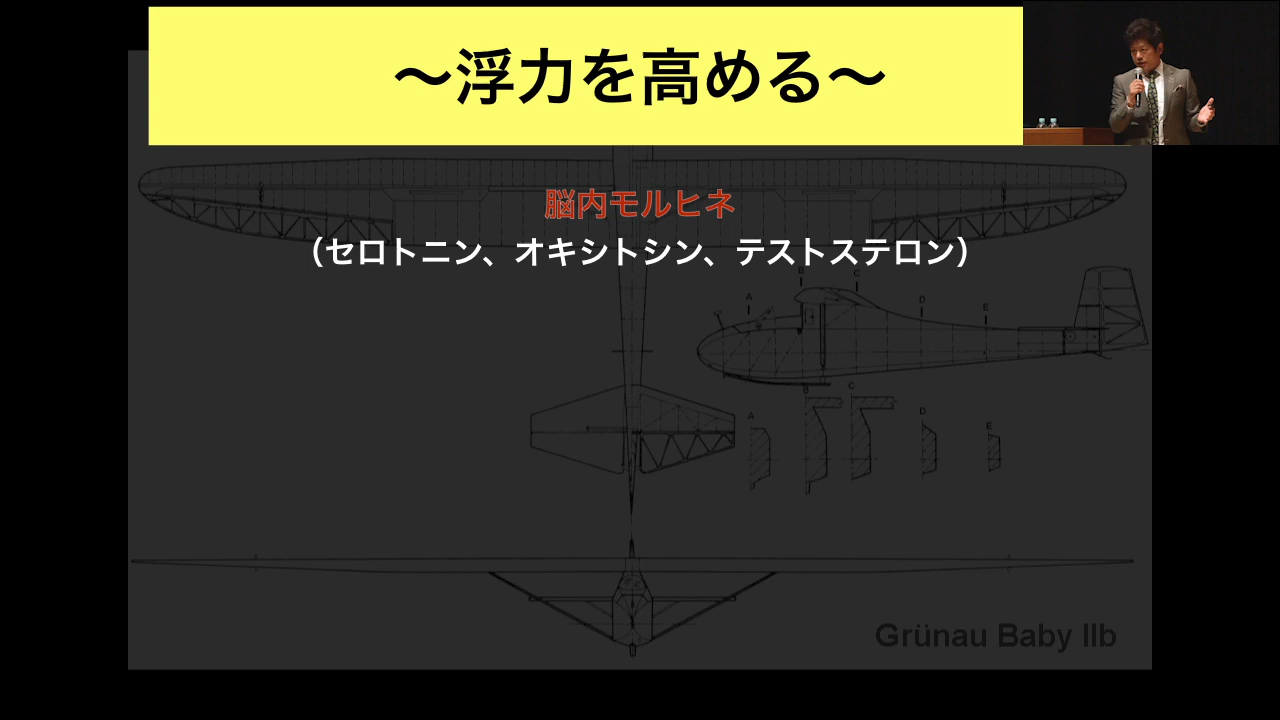 ～浮力を高める～
脳内モルヒネ
（セロトニン、オキシトシン、テストステロン）
B
C
A
D
E
B
C
A
D
E
Grünau Baby IIb